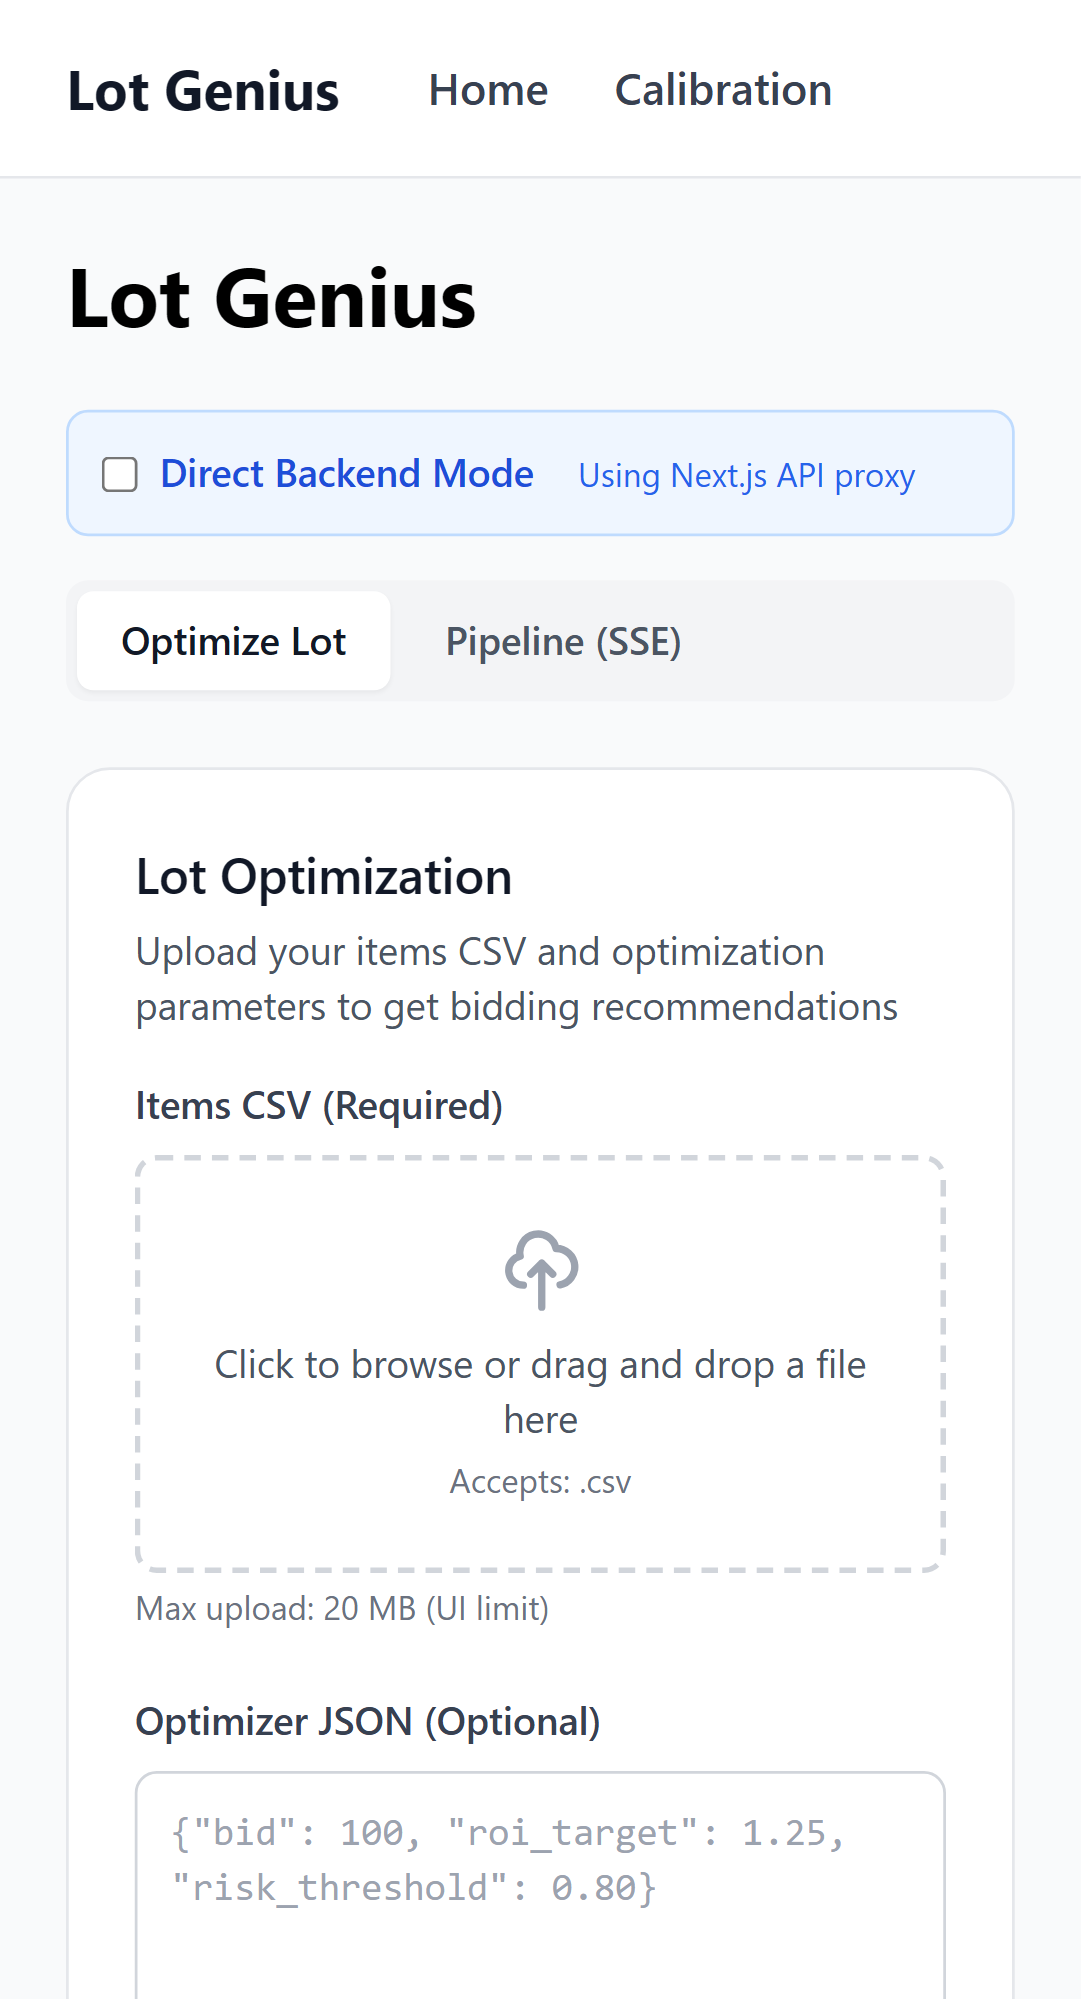 Lot Genius Home Calibration
Lot Genius
Direct Backend Mode Using Next.js API proxy
Optimize Lot Pipeline (SSE)
Lot Optimization
Upload your items CSV and optimization
parameters to get bidding recommendations
Items CSV (Required)
Click to browse or drag and drop a file
here
Accepts: .csv
Max upload: 20 MB (UI limit)
Optimizer JSON (Optional)
{"bid": 100, "roi_target": 1.25,
"risk_threshold": 0.80}